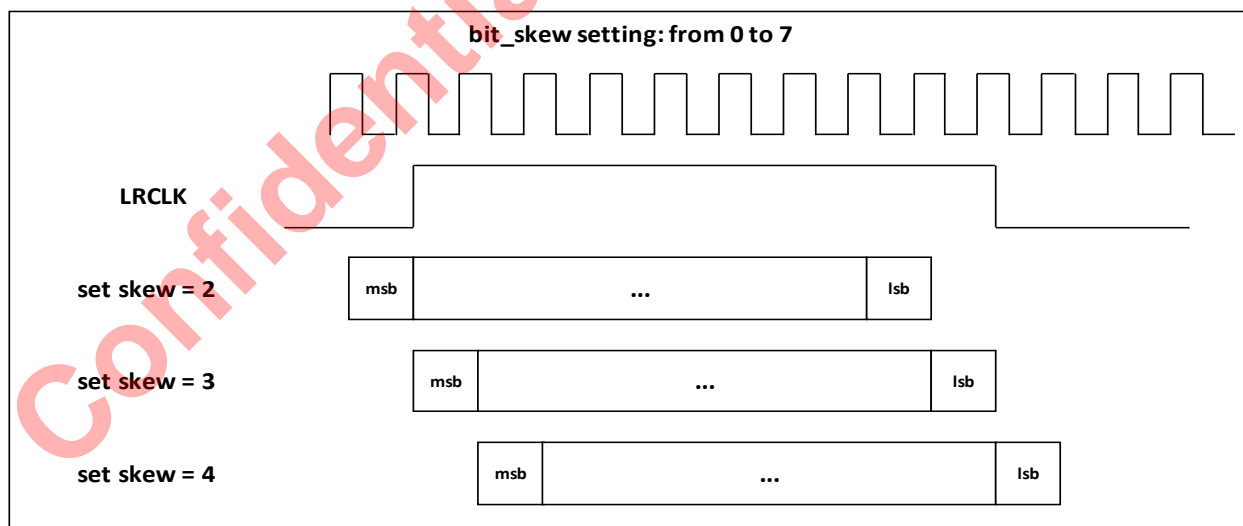 bit_skew setting: from 0 to 7
LRCLK
set skew = 2
msb
...
lsb
set skew = 3
msb
...
lsb
set skew = 4
msb
...
lsb
Confidential